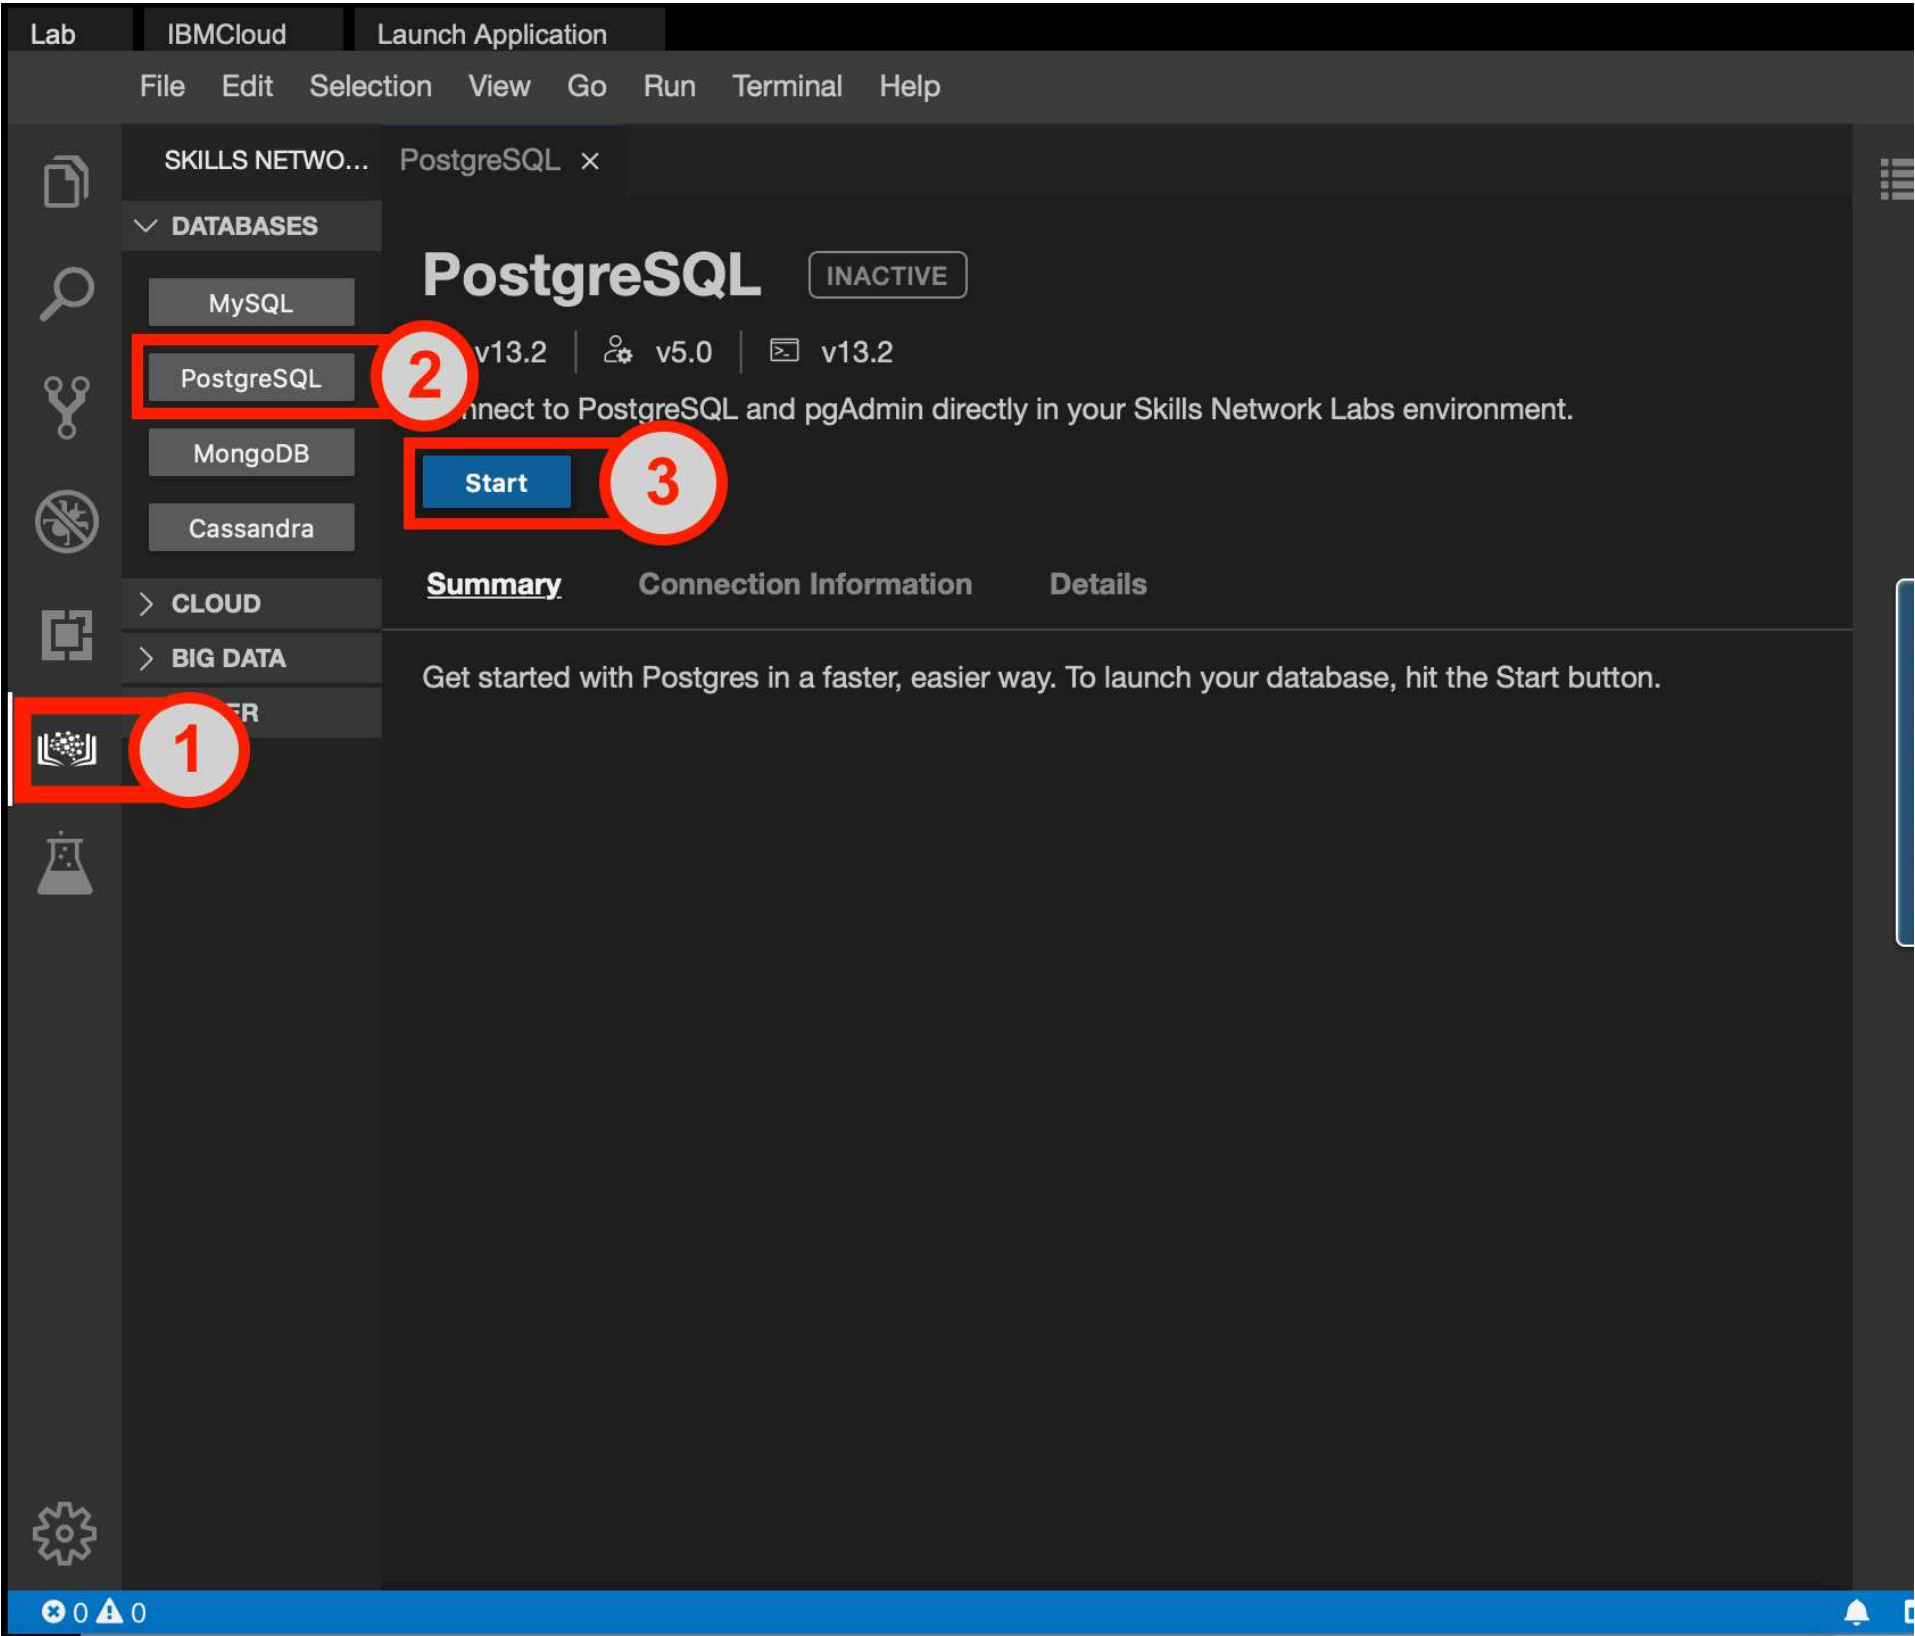 Lab IBMCloud Launch Application
File Edit Selection View Go Run Terminal Help
SKILLS NETWO...
DATABASES
MySQL
PostgreSQL
MongoDB
Cassandra
CLOUD
BIG DATA
PostgreSQL ×
PostgreSQL INACTIVE
v13.2 v5.0 v13.2
to PostgreSQL and pgAdmin directly in your Skills Network Labs environment.
Start
Summary Connection Information Details
Get started with Postgres in a faster, easier way. To launch your database, hit the Start button.
1
2
3
0 0